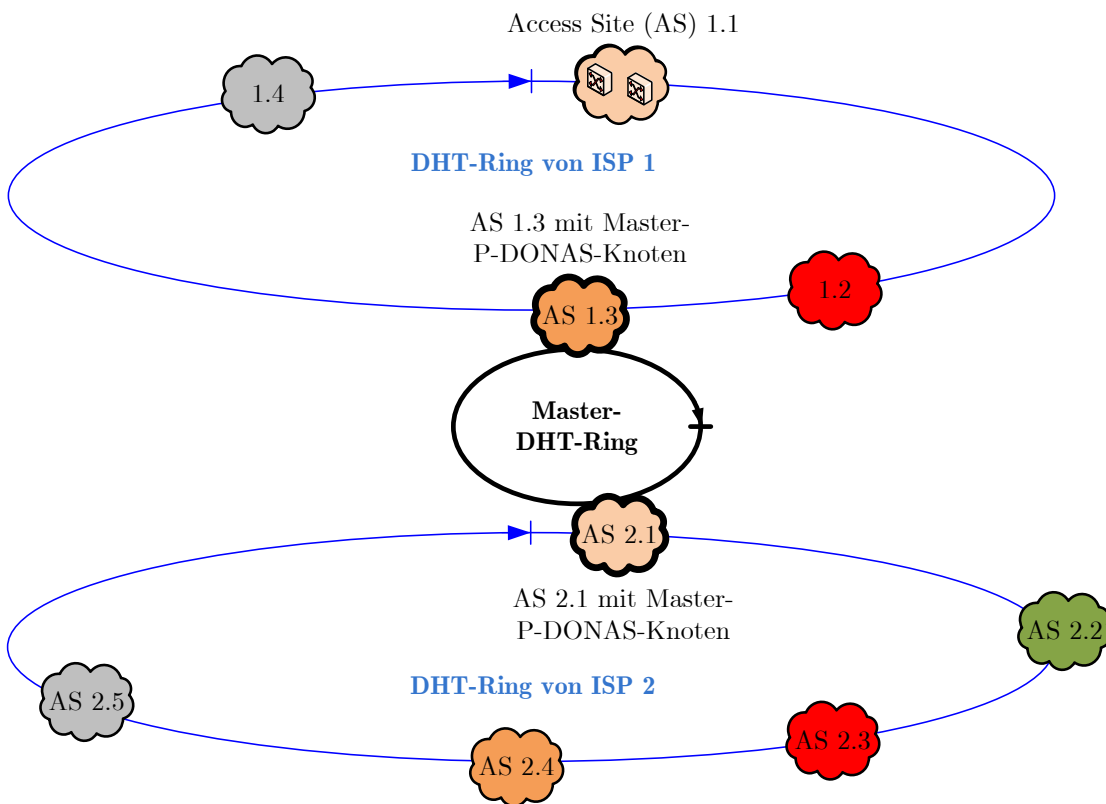 Access Site (AS) 1.1
1.4
DHT-Ring von ISP 1
AS 1.3 mit Master-
P-DONAS-Knoten
1.2
AS 1.3
Master-
DHT-Ring
AS 2.1
AS 2.1 mit Master-
P-DONAS-Knoten
AS 2.2
DHT-Ring von ISP 2
AS 2.5
AS 2.3
AS 2.4